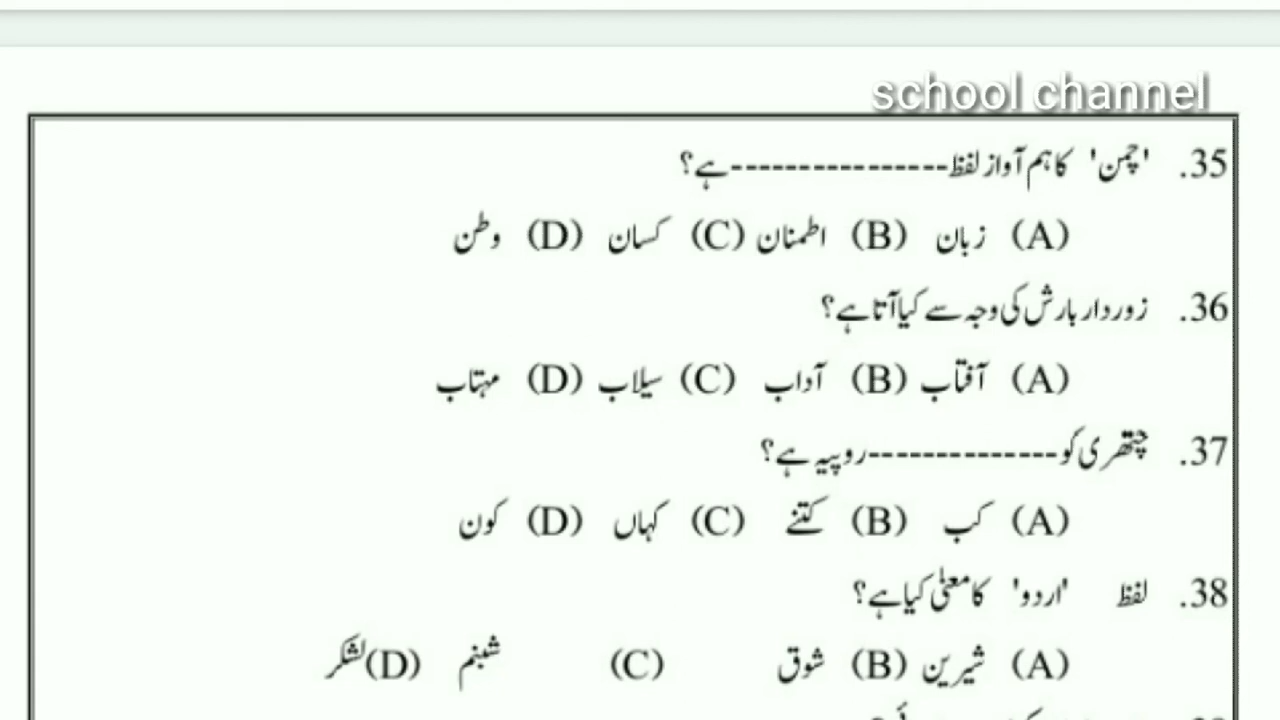 school channel
35. 'چمن' کا ہم آواز لفظ----------------ہے؟
(A) زبان (B) اطمنان (C) کسان (D) وطن
36. زوردار بارش کی وجہ سے کیا آتا ہے؟
(A) آفتاب (B) آداب (C) سیلاب (D) مہتاب
37. چتھری کو--------------روپیہ ہے؟
(A) کب (B) کتنے (C) کہاں (D) کون
38. لفظ 'اردو' کا معنیٰ کیا ہے؟
(A) شیرین (B) شوق (C) شبنم (D) لشکر